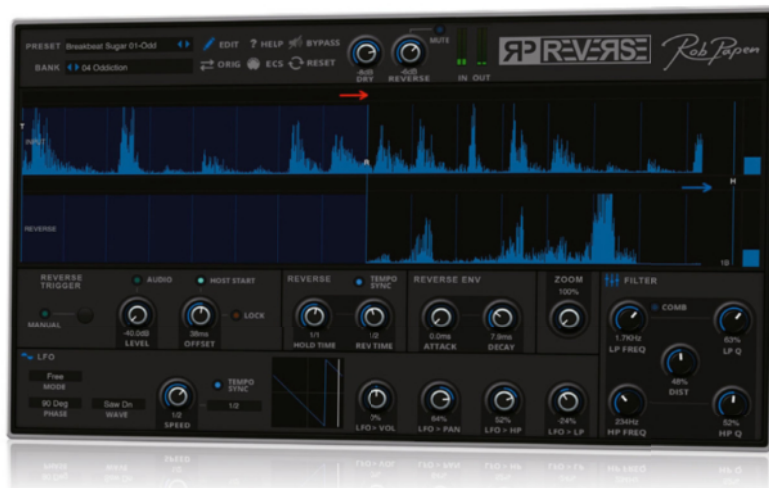 PRESET Breakbeat Sugar 01-Odd EDIT ? HELP BYPASS MUTE
BANK 04 Oddiction ORIG ECS RESET
-8dB -6dB
DRY REVERSE IN OUT
RP REVERSE Rob Papen
T
INPUT
R
H
REVERSE
REVERSE TRIGGER AUDIO HOST START
MANUAL LOCK
-40.0dB 36ms
LEVEL OFFSET
REVERSE TEMPO SYNC
1/1 1/2
HOLD TIME REV TIME
REVERSE ENV
0.0ms 7.8ms
ATTACK DECAY
ZOOM
100%
FILTER
COMB
1.7KHz 63%
LP FREQ LP Q
48%
DIST
234Hz 52%
HP FREQ HP Q
LFO
Free
MODE
90 Deg Saw Dn
PHASE WAVE
1/2
SPEED
TEMPO SYNC
1/2
0% 64% 52% -24%
LFO > VOL LFO > PAN LFO > HP LFO > LP